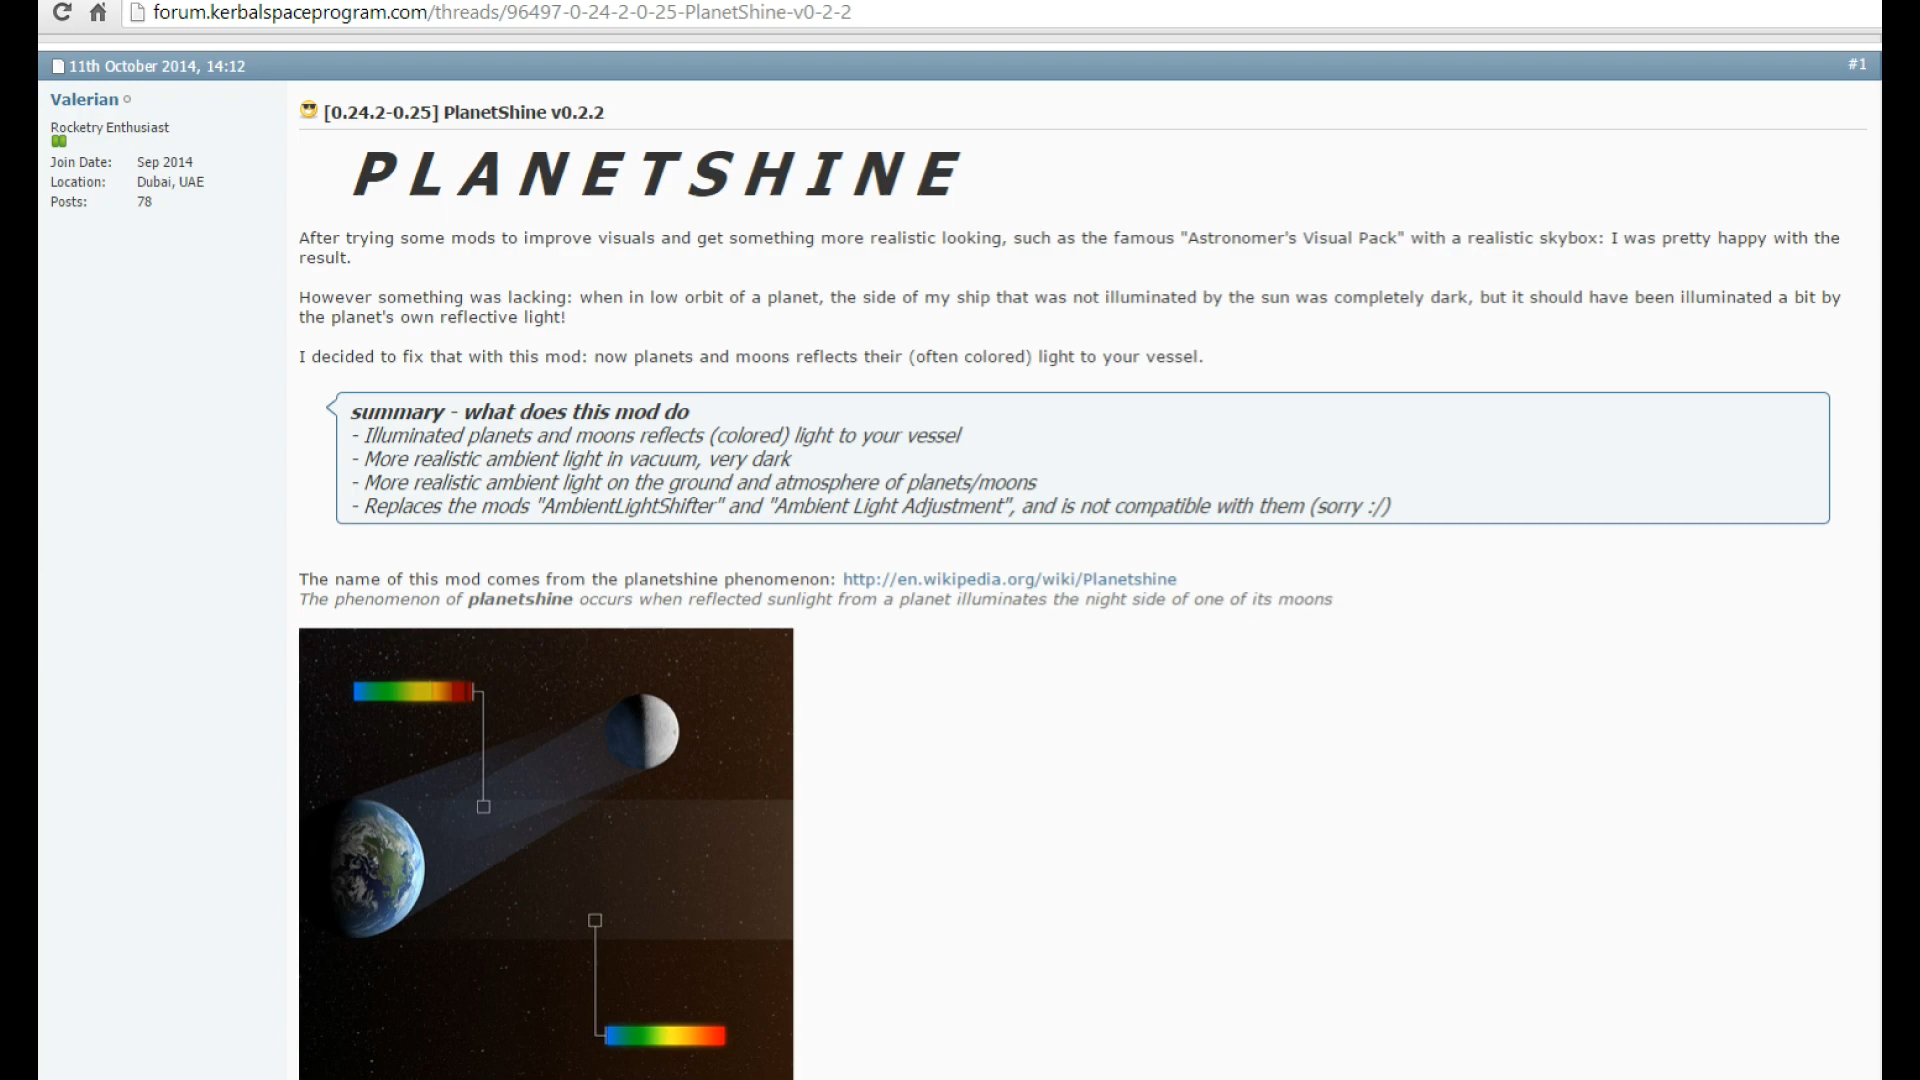 forum.kerbalspaceprogram.com/threads/96497-0-24-2-0-25-PlanetShine-v0-2-2
11th October 2014, 14:12
#1
Valerian
Rocketry Enthusiast
Join Date: Sep 2014
Location: Dubai, UAE
Posts: 78
[0.24.2-0.25] PlanetShine v0.2.2
PLANETSHINE
After trying some mods to improve visuals and get something more realistic looking, such as the famous "Astronomer's Visual Pack" with a realistic skybox: I was pretty happy with the
result.
However something was lacking: when in low orbit of a planet, the side of my ship that was not illuminated by the sun was completely dark, but it should have been illuminated a bit by
the planet's own reflective light!
I decided to fix that with this mod: now planets and moons reflects their (often colored) light to your vessel.
summary - what does this mod do
- Illuminated planets and moons reflects (colored) light to your vessel
- More realistic ambient light in vacuum, very dark
- More realistic ambient light on the ground and atmosphere of planets/moons
- Replaces the mods "AmbientLightShifter" and "Ambient Light Adjustment", and is not compatible with them (sorry :/)
The name of this mod comes from the planetshine phenomenon: http://en.wikipedia.org/wiki/Planetshine
The phenomenon of planetshine occurs when reflected sunlight from a planet illuminates the night side of one of its moons